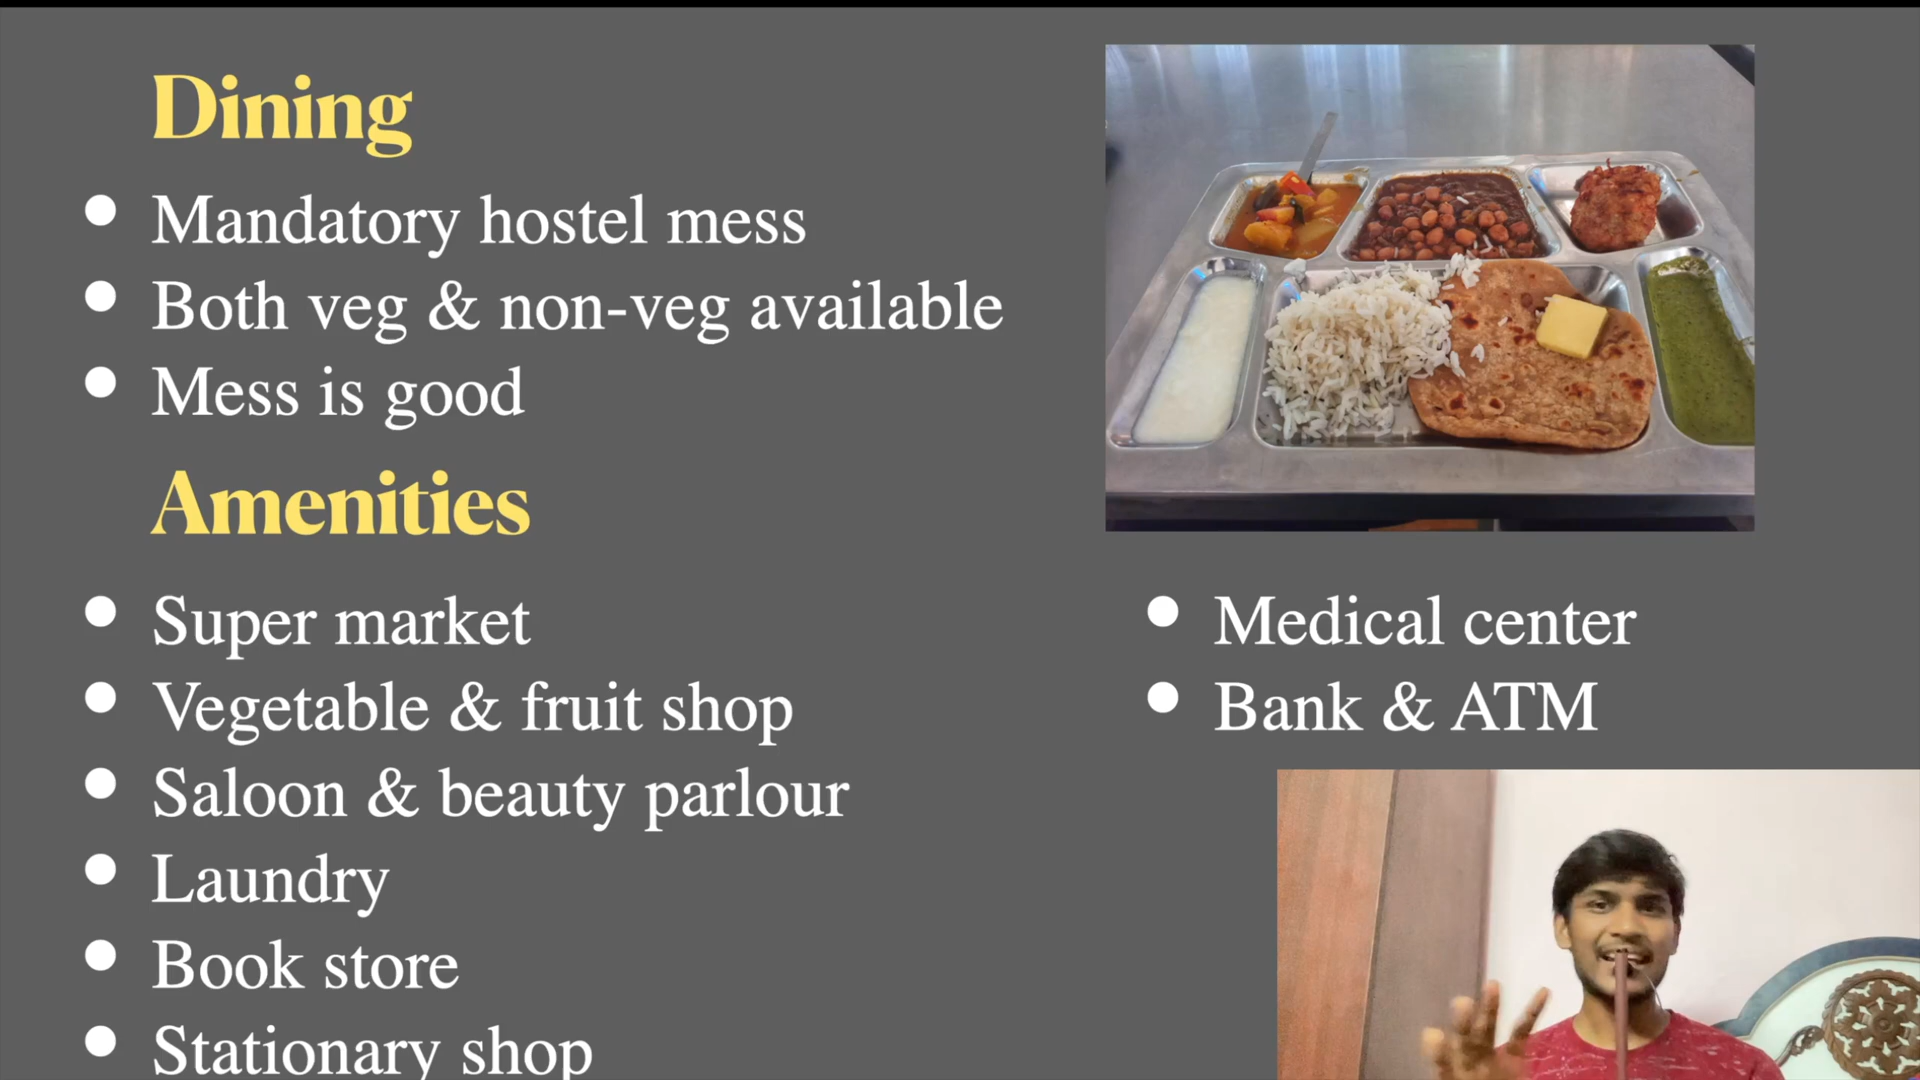 Dining
Mandatory hostel mess
Both veg & non-veg available
Mess is good
Amenities
Super market
Vegetable & fruit shop
Saloon & beauty parlour
Laundry
Book store
Stationary shop
Medical center
Bank & ATM